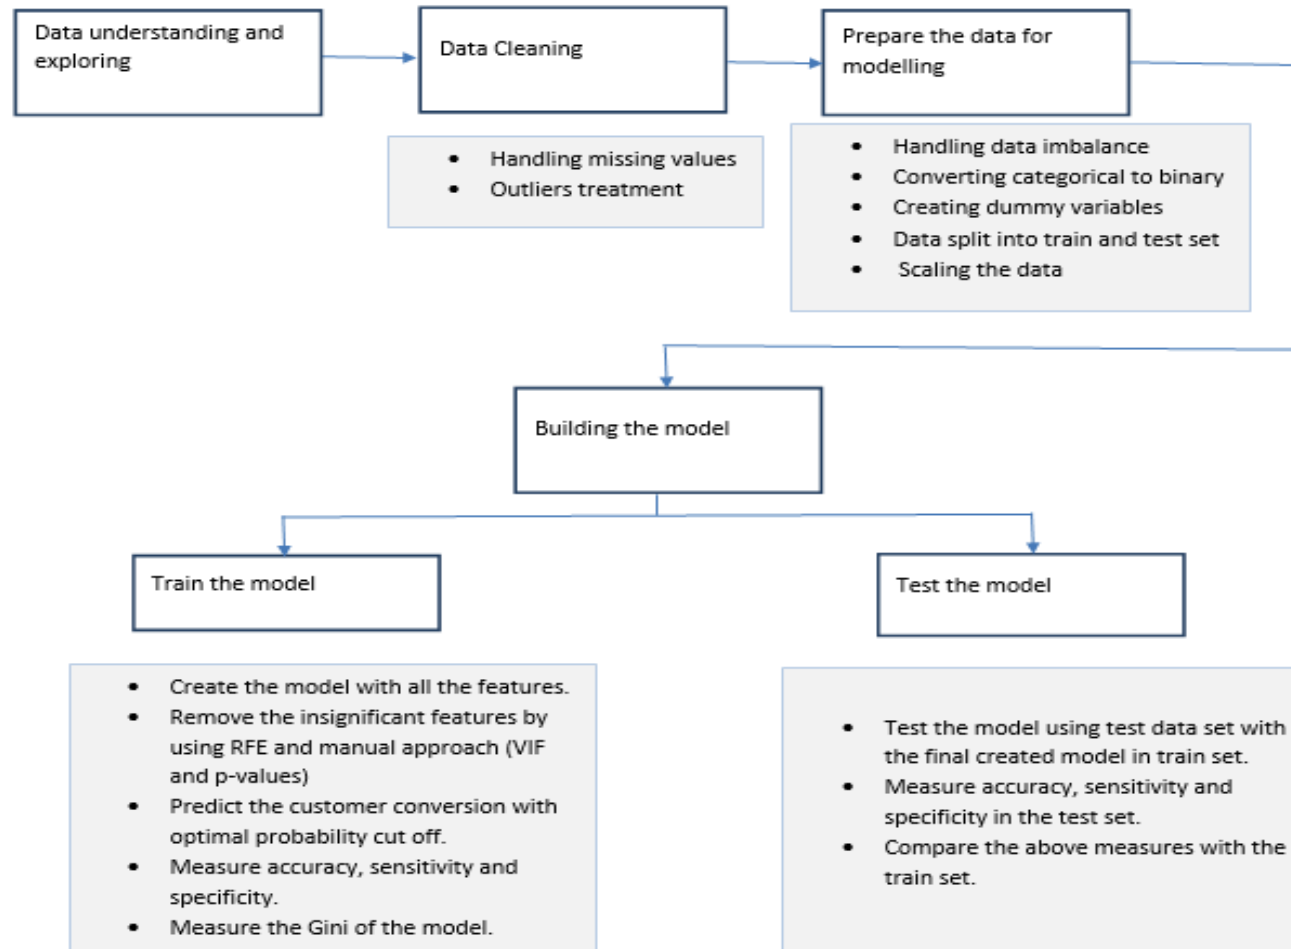 Data understanding and
exploring
Data Cleaning
Prepare the data for
modelling
• Handling missing values
• Outliers treatment
• Handling data imbalance
• Converting categorical to binary
• Creating dummy variables
• Data split into train and test set
• Scaling the data
Building the model
Train the model
Test the model
• Create the model with all the features.
• Remove the insignificant features by
using RFE and manual approach (VIF
and p-values)
• Predict the customer conversion with
optimal probability cut off.
• Measure accuracy, sensitivity and
specificity.
• Measure the Gini of the model.
• Test the model using test data set with
the final created model in train set.
• Measure accuracy, sensitivity and
specificity in the test set.
• Compare the above measures with the
train set.